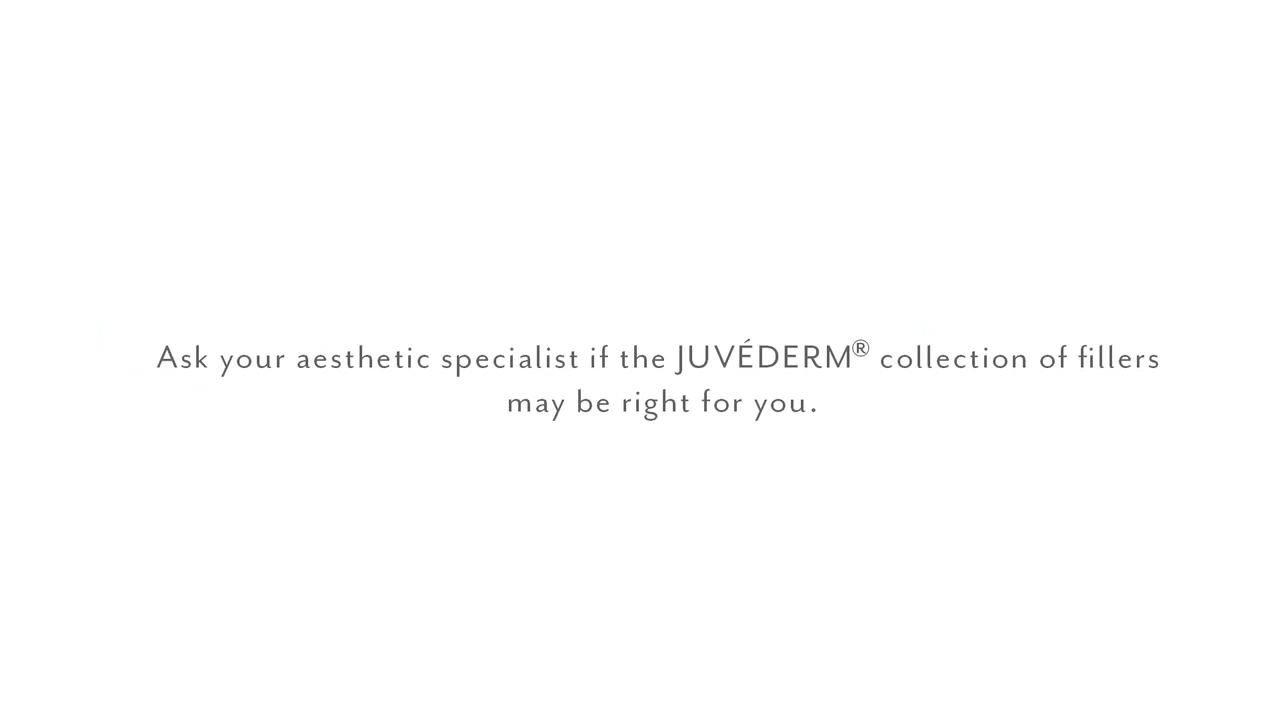 Ask your aesthetic specialist if the JUVÉDERM® collection of fillers
may be right for you.